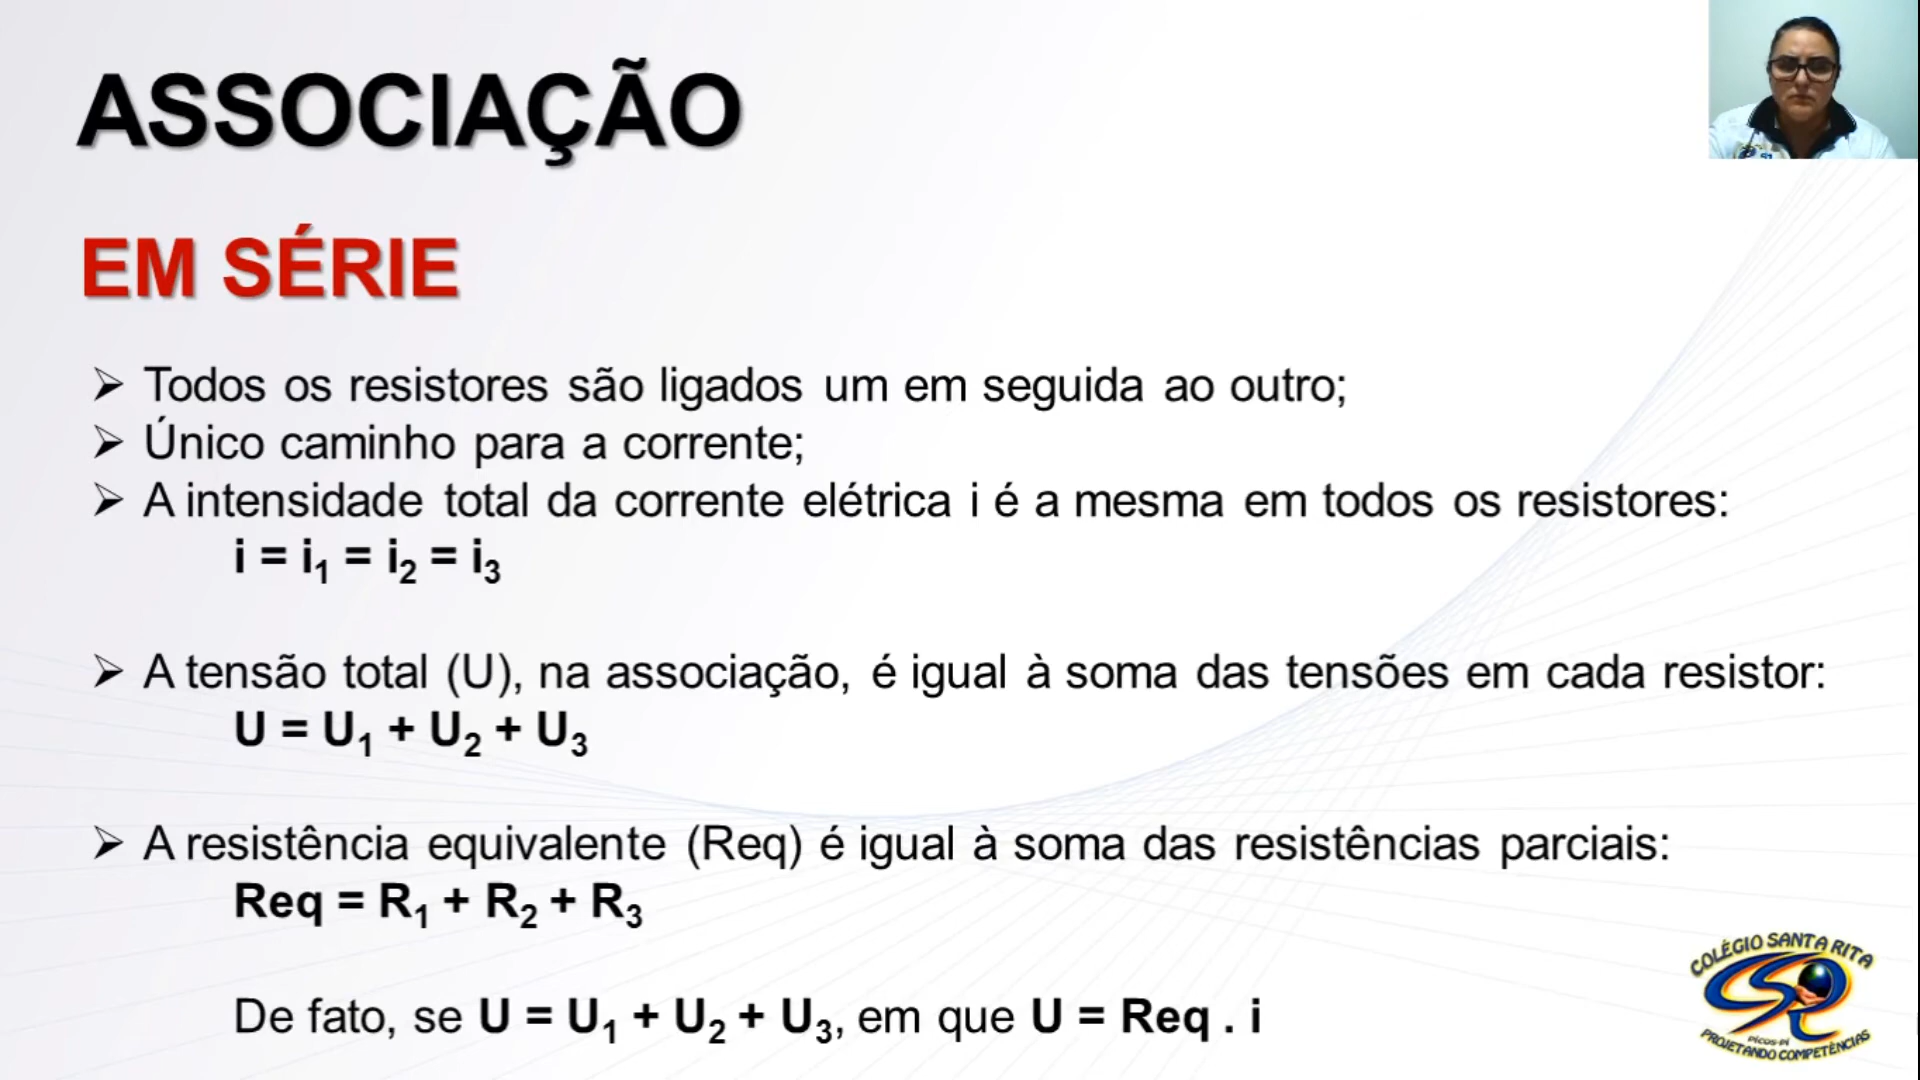 ASSOCIAÇÃO
EM SÉRIE
➢ Todos os resistores são ligados um em seguida ao outro;
➢ Único caminho para a corrente;
➢ A intensidade total da corrente elétrica i é a mesma em todos os resistores:
i = i₁ = i₂ = i₃
➢ A tensão total (U), na associação, é igual à soma das tensões em cada resistor:
U = U₁ + U₂ + U₃
➢ A resistência equivalente (Req) é igual à soma das resistências parciais:
Req = R₁ + R₂ + R₃
De fato, se U = U₁ + U₂ + U₃, em que U = Req . i
COLÉGIO SANTA RITA
PICOS-PI
PROJETANDO COMPETÊNCIAS